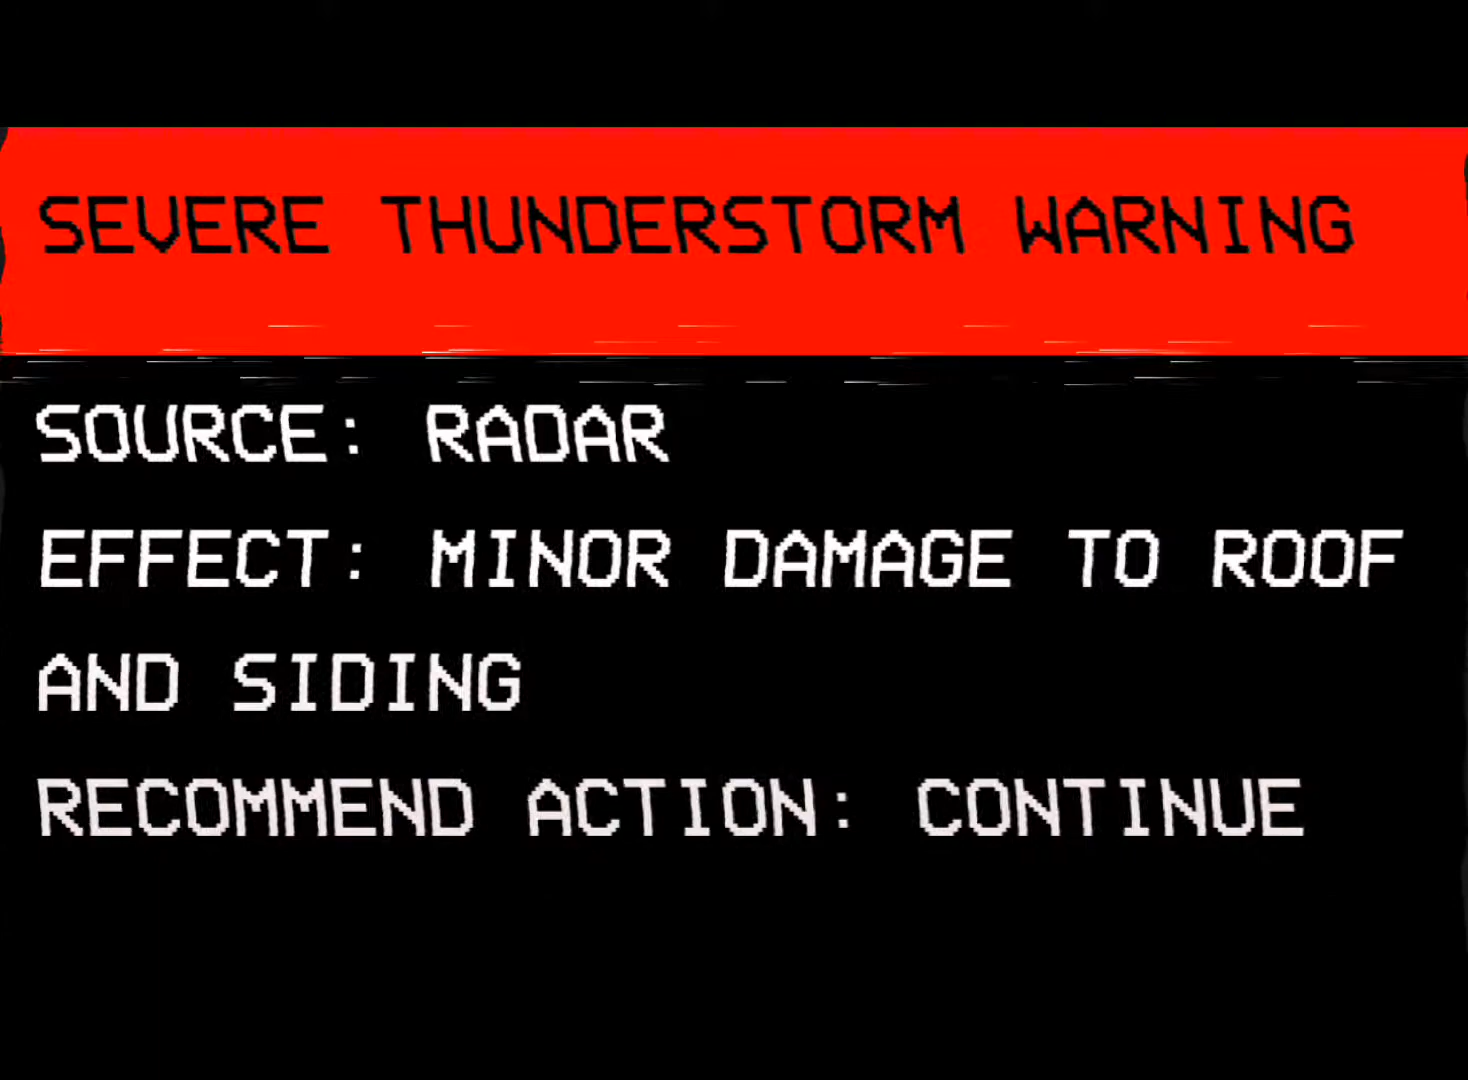 SEVERE THUNDERSTORM WARNING
SOURCE: RADAR
EFFECT: MINOR DAMAGE TO ROOF
AND SIDING
RECOMMEND ACTION: CONTINUE